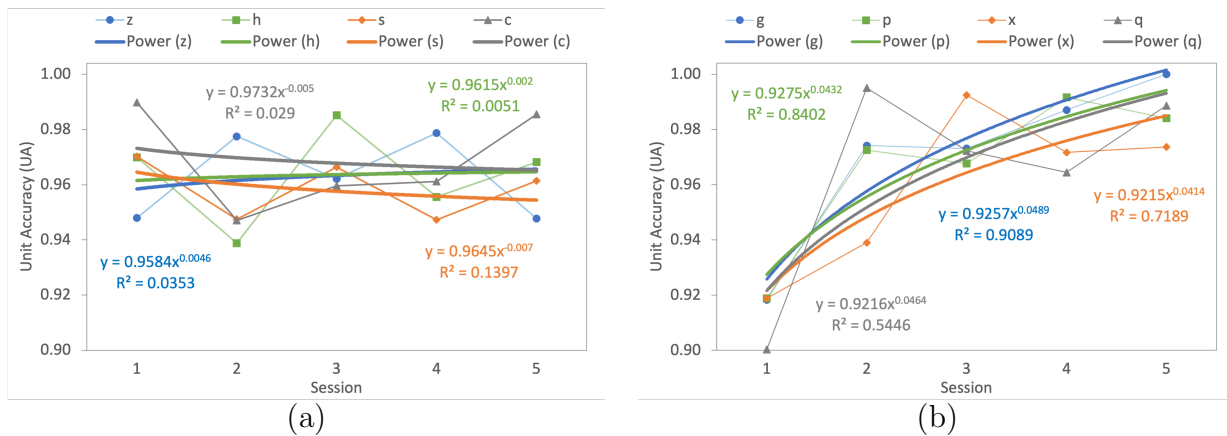 z h s c
Power (z) Power (h) Power (s) Power (c)
1.00
0.98
0.96
0.94
0.92
0.90
Unit Accuracy (UA)
y = 0.9732x^-0.005
R² = 0.029
y = 0.9615x^0.002
R² = 0.0051
y = 0.9584x^0.0046
R² = 0.0353
y = 0.9645x^-0.007
R² = 0.1397
1 2 3 4 5
Session
(a)
g p x q
Power (g) Power (p) Power (x) Power (q)
1.00
0.98
0.96
0.94
0.92
0.90
Unit Accuracy (UA)
y = 0.9275x^0.0432
R² = 0.8402
y = 0.9257x^0.0489
R² = 0.9089
y = 0.9215x^0.0414
R² = 0.7189
y = 0.9216x^0.0464
R² = 0.5446
1 2 3 4 5
Session
(b)